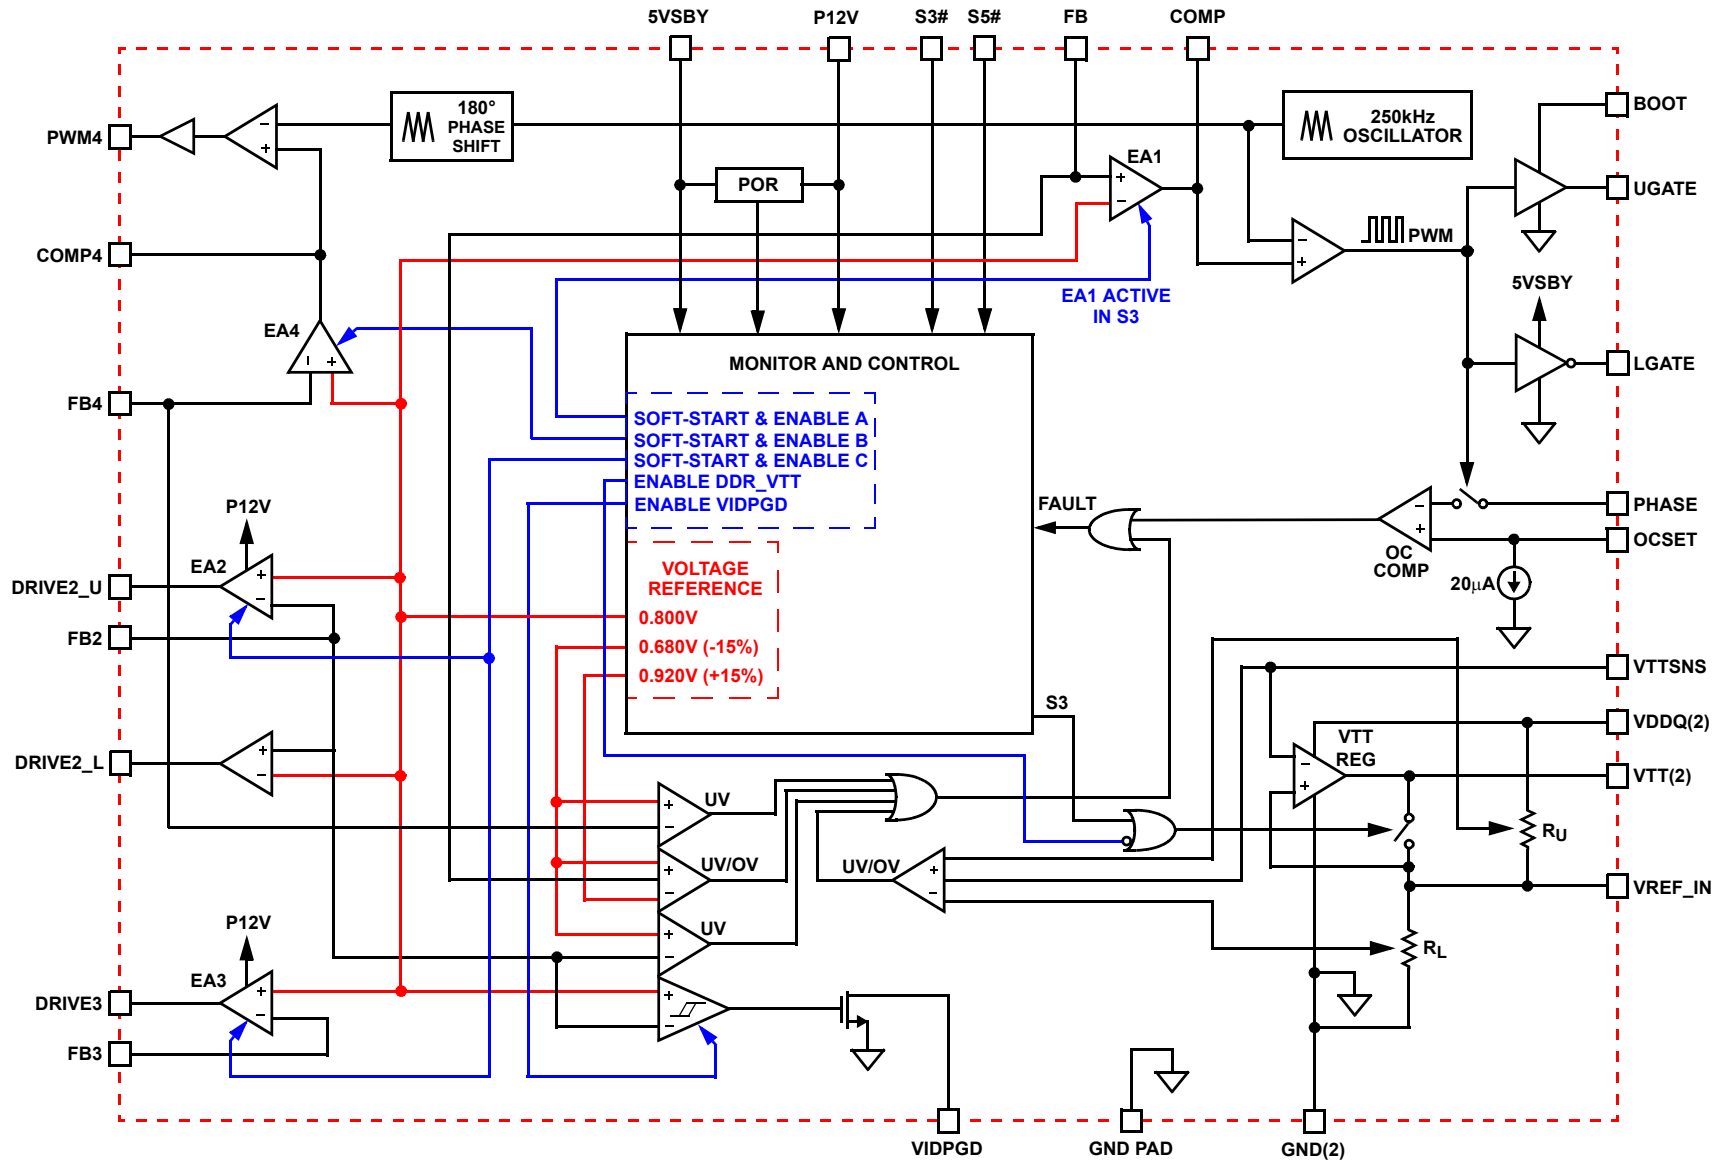 5VSBY
P12V
S3#
S5#
FB
COMP
BOOT
180°
PHASE
SHIFT
250kHz
OSCILLATOR
PWM4
EA1
POR
UGATE
PWM
COMP4
5VSBY
EA1 ACTIVE
IN S3
EA4
MONITOR AND CONTROL
LGATE
FB4
SOFT-START & ENABLE A
SOFT-START & ENABLE B
SOFT-START & ENABLE C
ENABLE DDR_VTT
ENABLE VIDPGD
P12V
FAULT
PHASE
OCSET
OC
COMP
EA2
VOLTAGE
REFERENCE
20µA
DRIVE2_U
0.800V
FB2
0.680V (-15%)
0.920V (+15%)
VTTSNS
S3
VDDQ(2)
VTT
REG
DRIVE2_L
VTT(2)
UV
RU
UV/OV
UV/OV
VREF_IN
P12V
UV
RL
EA3
DRIVE3
FB3
VIDPGD
GND PAD
GND(2)